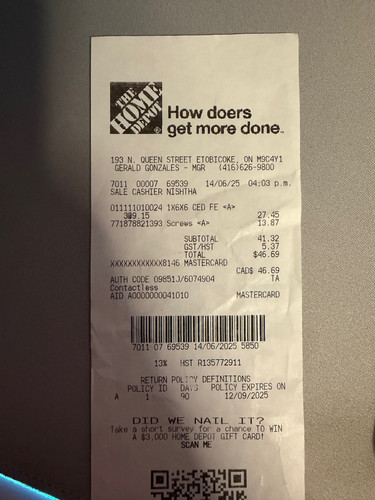 THE
HOME
DEPOT
How doers
get more done™
193 N. QUEEN STREET ETOBICOKE, ON M9C4Y1
GERALD GONZALES - MGR (416)626-9800
7011 00007 69539 14/06/25 04:03 p.m.
SALE CASHIER NISHTHA
011111010024 1X6X6 CED FE <A>
3@9.15 27.45
771878821393 Screws <A> 13.87
SUBTOTAL 41.32
GST/HST 5.37
TOTAL $46.69
XXXXXXXXXXXX8146 MASTERCARD
CAD$ 46.69
AUTH CODE 09851J/6074904 TA
Contactless
AID A0000000041010 MASTERCARD
7011 07 69539 14/06/2025 5850
13% HST R135772911
RETURN POLICY DEFINITIONS
POLICY ID DAYS POLICY EXPIRES ON
A 1 90 12/09/2025
DID WE NAIL IT?
Take a short survey for a chance TO WIN
A $3,000 HOME DEPOT GIFT CARD!
SCAN ME